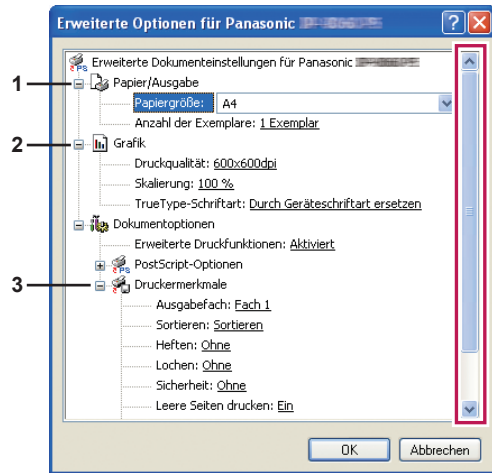 Erweiterte Optionen für Panasonic
Erweiterte Dokumenteinstellungen für Panasonic
1
Papier/Ausgabe
Papiergröße: A4
Anzahl der Exemplare: 1 Exemplar
2
Grafik
Druckqualität: 600x600dpi
Skalierung: 100 %
TrueType-Schriftart: Durch Geräteschriftart ersetzen
Dokumentoptionen
Erweiterte Druckfunktionen: Aktiviert
PostScript-Optionen
3
Druckermerkmale
Ausgabefach: Fach 1
Sortieren: Sortieren
Heften: Ohne
Lochen: Ohne
Sicherheit: Ohne
Leere Seiten drucken: Ein
OK
Abbrechen